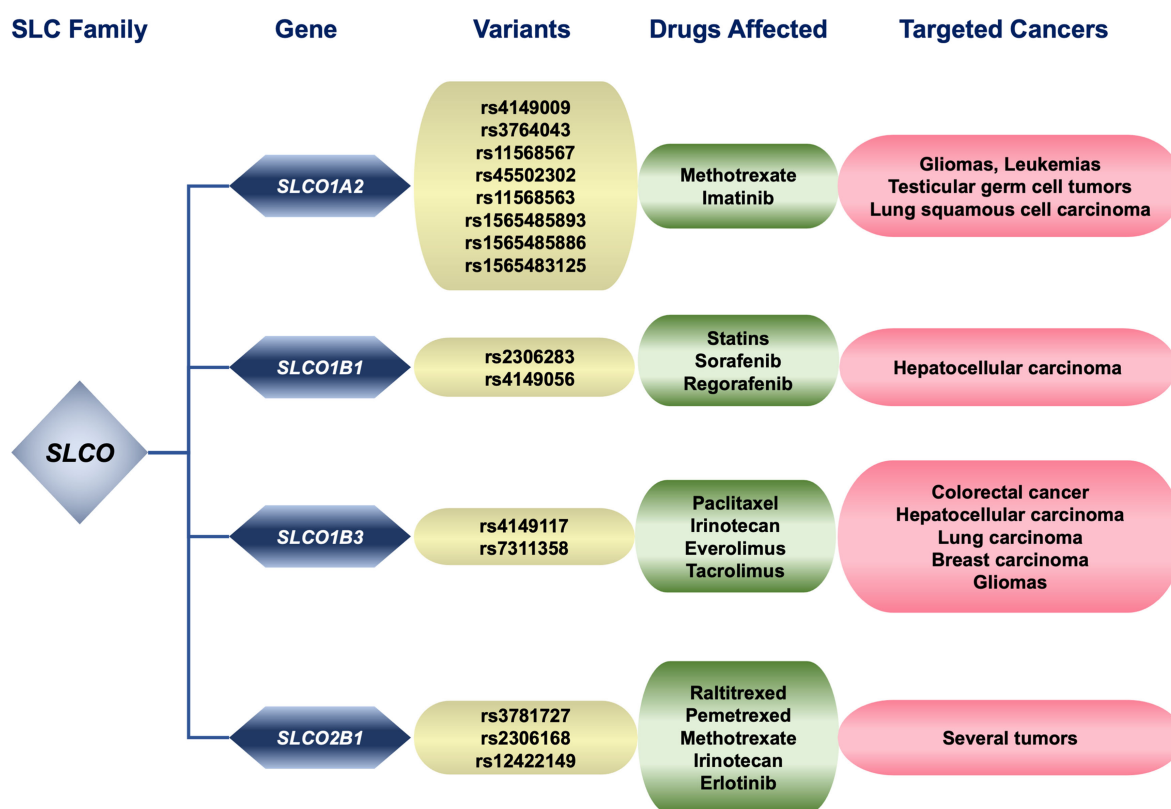 SLC Family Gene Variants Drugs Affected Targeted Cancers
SLCO
SLCO1A2
rs4149009
rs3764043
rs11568567
rs45502302
rs11568563
rs1565485893
rs1565485886
rs1565483125
Methotrexate
Imatinib
Gliomas, Leukemias
Testicular germ cell tumors
Lung squamous cell carcinoma
SLCO1B1
rs2306283
rs4149056
Statins
Sorafenib
Regorafenib
Hepatocellular carcinoma
SLCO1B3
rs4149117
rs7311358
Paclitaxel
Irinotecan
Everolimus
Tacrolimus
Colorectal cancer
Hepatocellular carcinoma
Lung carcinoma
Breast carcinoma
Gliomas
SLCO2B1
rs3781727
rs2306168
rs12422149
Raltitrexed
Pemetrexed
Methotrexate
Irinotecan
Erlotinib
Several tumors